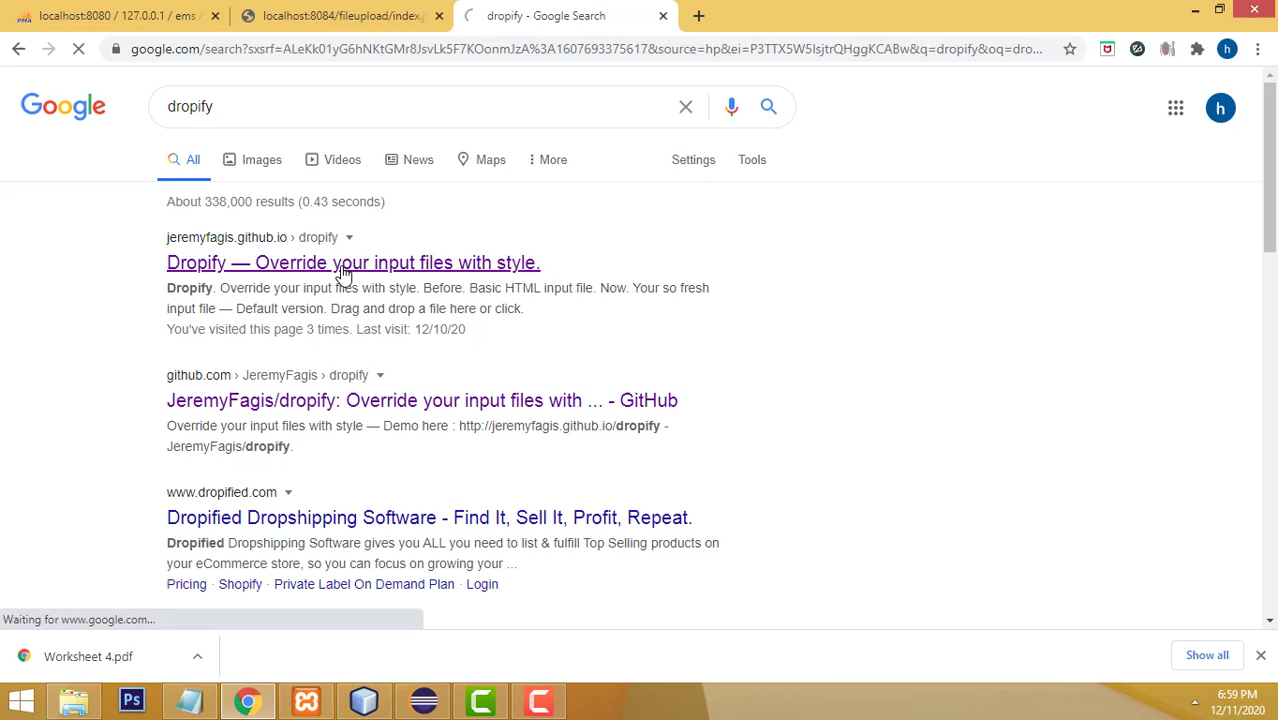 localhost:8080 / 127.0.0.1 / ems
localhost:8084/fileupload/index.j
dropify - Google Search
google.com/search?sxsrf=ALeKk01yG6hNKtGMr8JsvLk5F7KOonmJzA%3A1607693375617&source=hp&ei=P3TTX5W5IsjtrQHggKCABw&q=dropify&oq=dro...
h
Google
dropify
h
All
Images
Videos
News
Maps
More
Settings
Tools
About 338,000 results (0.43 seconds)
jeremyfagis.github.io › dropify
Dropify — Override your input files with style.
Dropify. Override your input files with style. Before. Basic HTML input file. Now. Your so fresh
input file — Default version. Drag and drop a file here or click.
You've visited this page 3 times. Last visit: 12/10/20
github.com › JeremyFagis › dropify
JeremyFagis/dropify: Override your input files with ... - GitHub
Override your input files with style — Demo here : http://jeremyfagis.github.io/dropify -
JeremyFagis/dropify.
www.dropified.com
Dropified Dropshipping Software - Find It, Sell It, Profit, Repeat.
Dropified Dropshipping Software gives you ALL you need to list & fulfill Top Selling products on
your eCommerce store, so you can focus on growing your ...
Pricing · Shopify · Private Label On Demand Plan · Login
Waiting for www.google.com...
Worksheet 4.pdf
Show all
Ps
6:59 PM
12/11/2020